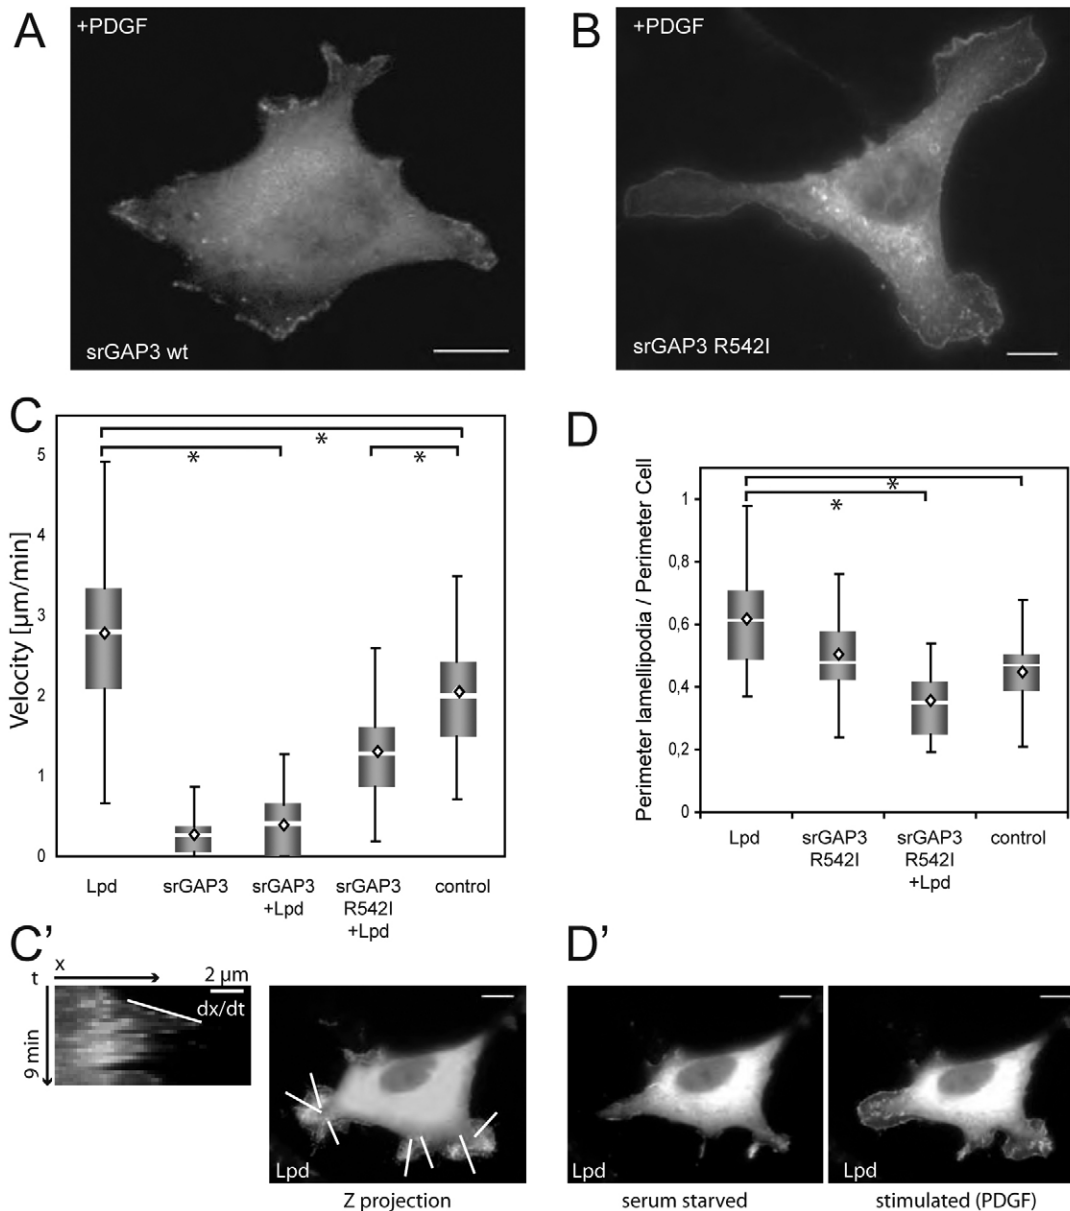 A
+PDGF
srGAP3 wt
B
+PDGF
srGAP3 R542I
C
Velocity [µm/min]
5
4
3
2
1
0
*
*
*
Lpd
srGAP3
srGAP3
+Lpd
srGAP3
R542I
+Lpd
control
D
Perimeter lamellipodia / Perimeter Cell
1
0,8
0,6
0,4
0,2
0
*
*
Lpd
srGAP3
R542I
srGAP3
R542I
+Lpd
control
C'
x
t
2 µm
dx/dt
9 min
Lpd
Z projection
D'
Lpd
serum starved
Lpd
stimulated (PDGF)